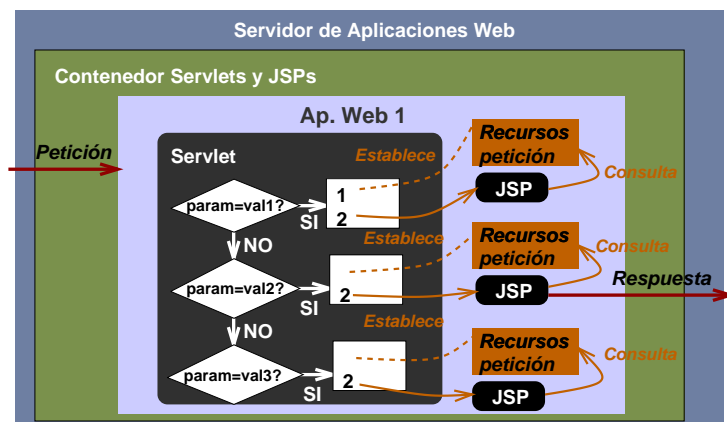 Servidor de Aplicaciones Web
Contenedor Servlets y JSPs
Ap. Web 1
Petición
Servlet
Establece
Recursos
petición
Consulta
param=val1?
SI
1
2
JSP
NO
Establece
Recursos
petición
Consulta
param=val2?
SI
2
JSP
Respuesta
NO
Establece
Recursos
petición
Consulta
param=val3?
SI
2
JSP